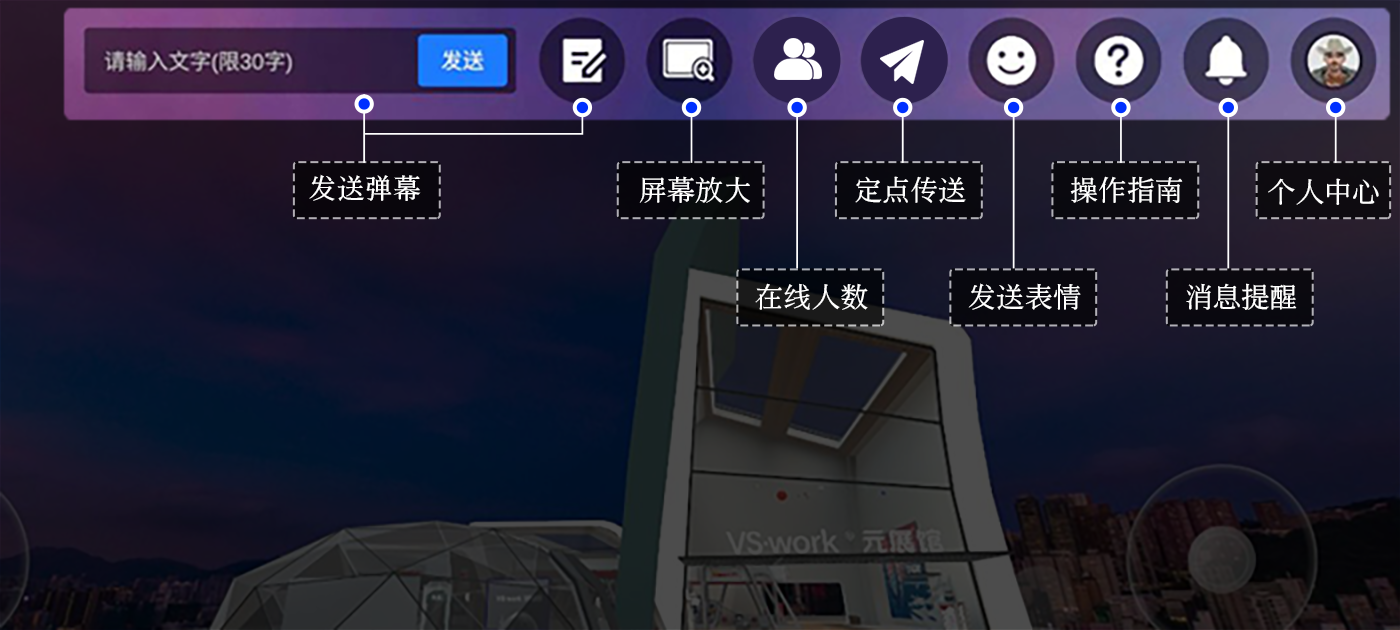 请输入文字(限30字)
发送
发送弹幕
屏幕放大
定点传送
操作指南
个人中心
在线人数
发送表情
消息提醒
VS·work 元展馆